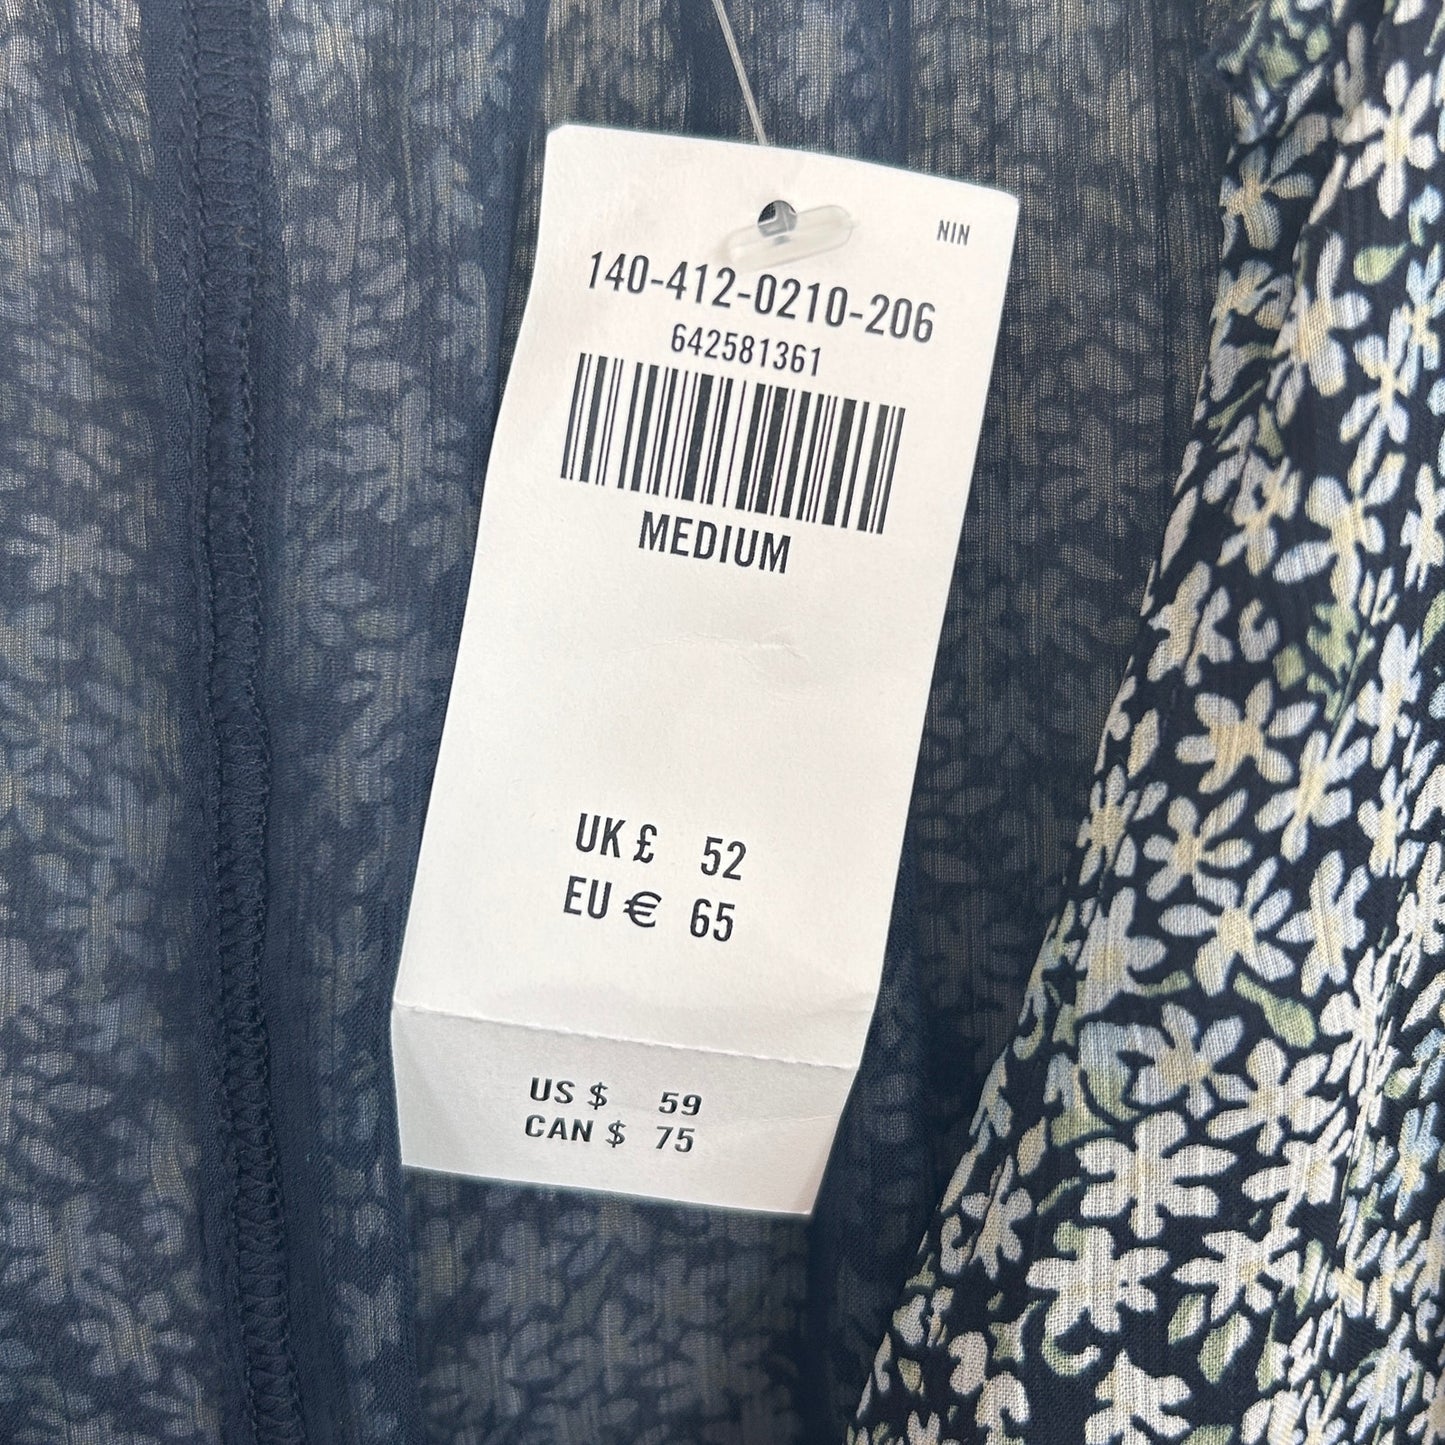 NIN
140-412-0210-206
642581361
MEDIUM
UK £ 52
EU € 65
US $ 59
CAN $ 75